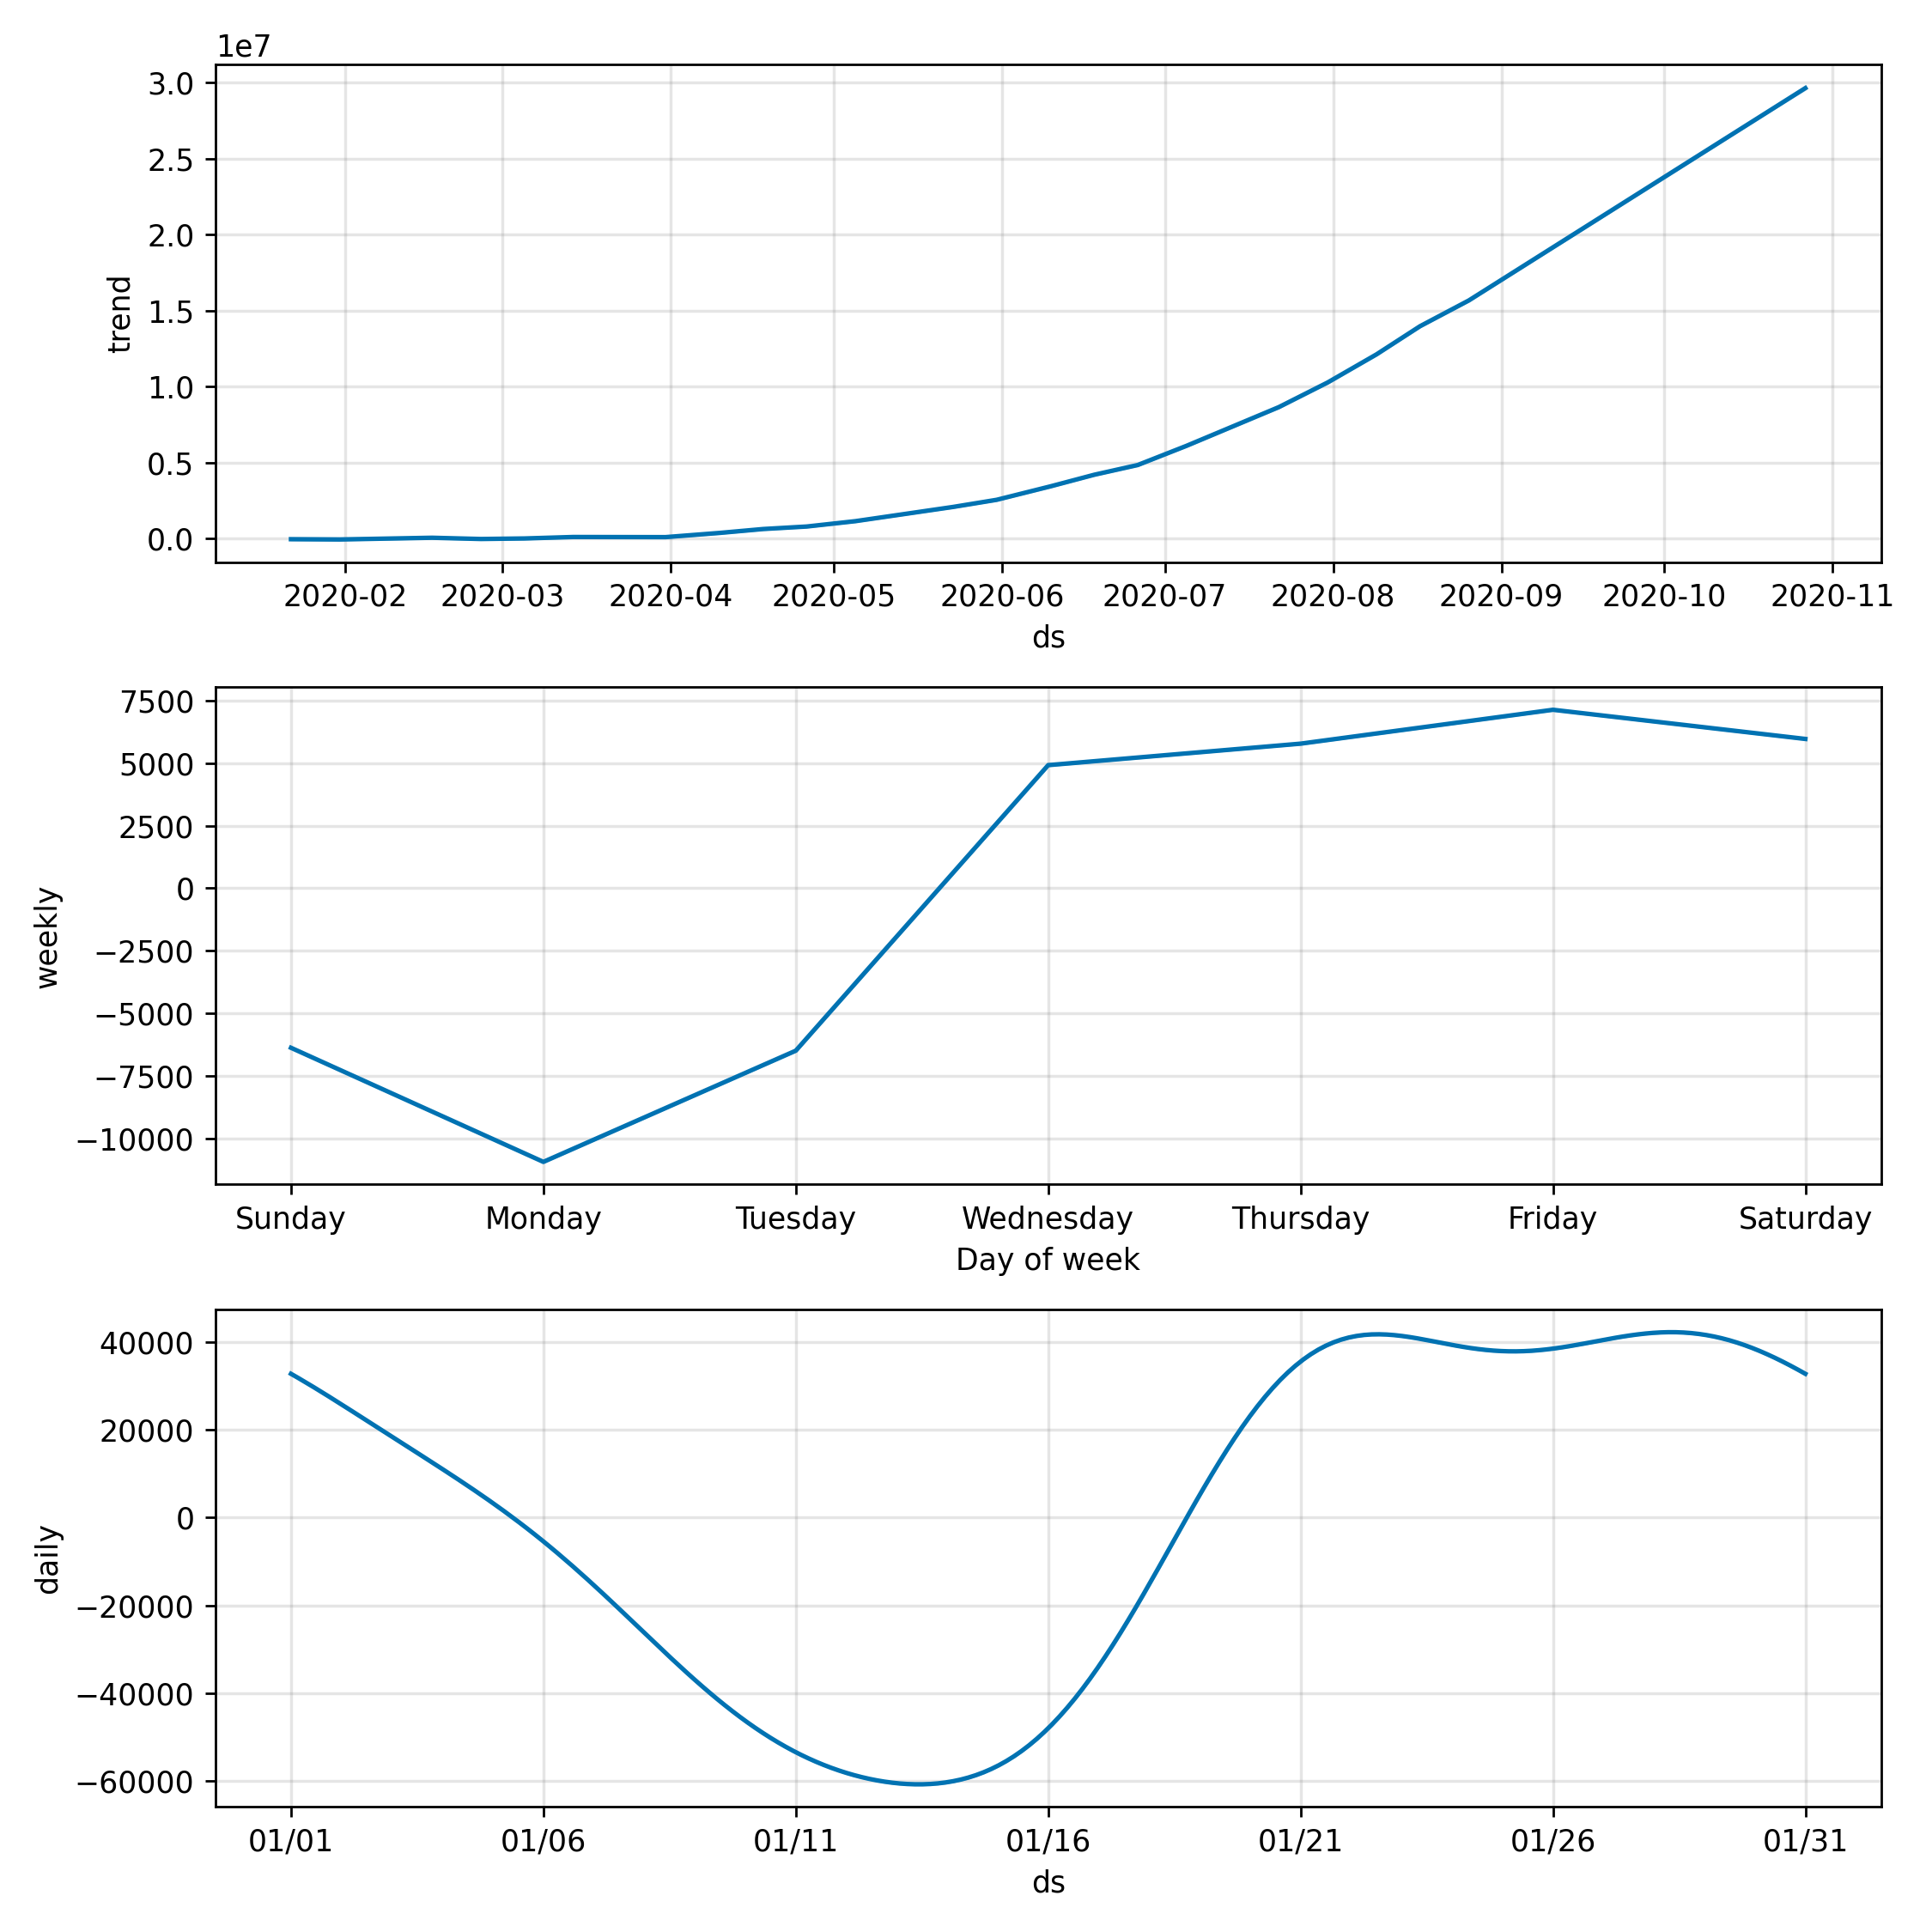 1e7
3.0
2.5
2.0
1.5
1.0
0.5
0.0
trend
2020-02 2020-03 2020-04 2020-05 2020-06 2020-07 2020-08 2020-09 2020-10 2020-11
ds
7500
5000
2500
0
−2500
−5000
−7500
−10000
weekly
Sunday Monday Tuesday Wednesday Thursday Friday Saturday
Day of week
40000
20000
0
−20000
−40000
−60000
daily
01/01 01/06 01/11 01/16 01/21 01/26 01/31
ds